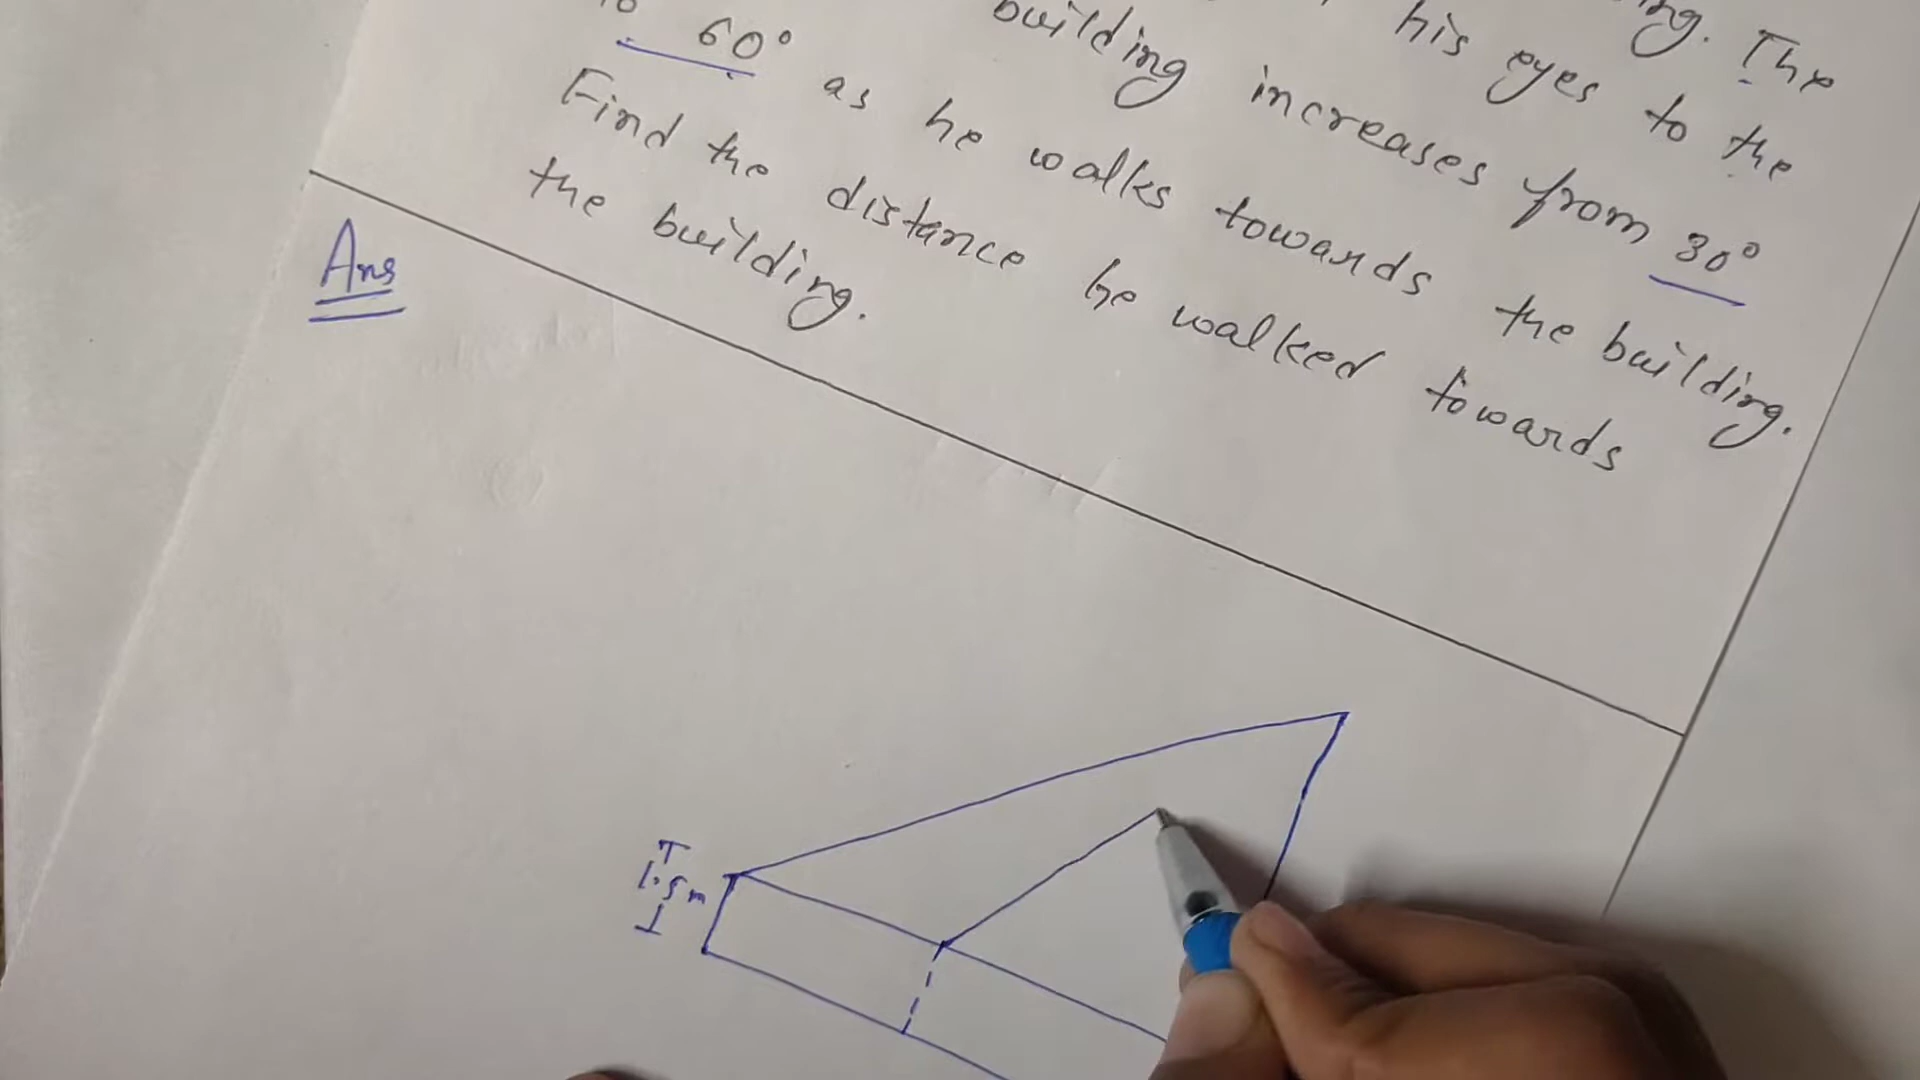 The
his eyes to the
building increases from 30°
to 60° as he walks towards the building.
Find the distance he walked towards
the building.
Ans
1.5m